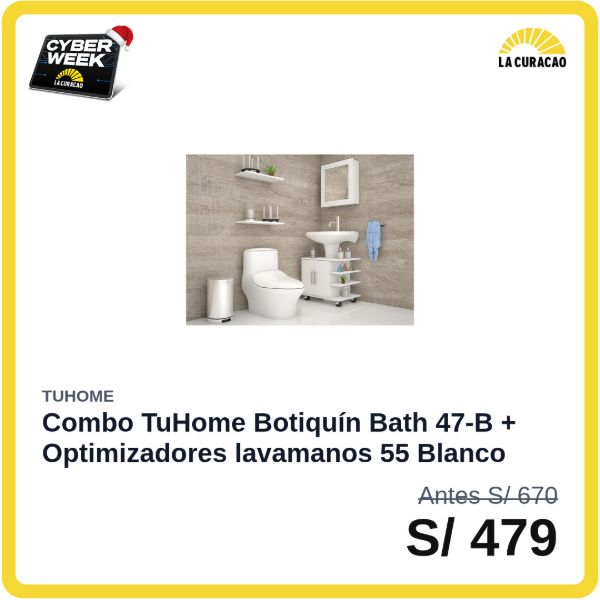 CYBER
WEEK
LA CURACAO
LA CURACAO
TUHOME
Combo TuHome Botiquín Bath 47-B +
Optimizadores lavamanos 55 Blanco
Antes S/ 670
S/ 479